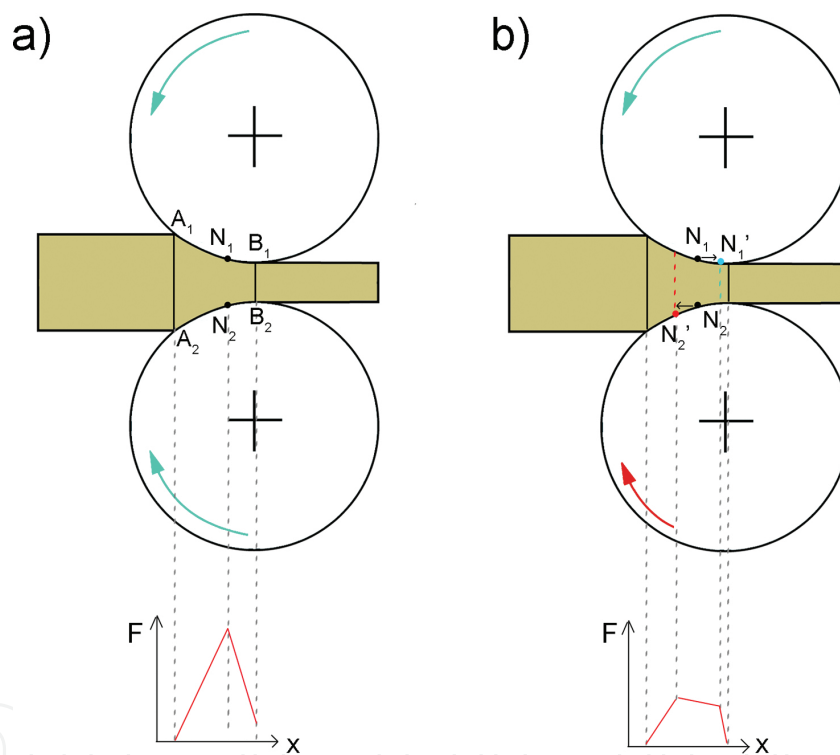 a)
A₁
N₁
B₁
A₂
N₂
B₂
F
x
b)
N₁
N₁’
N₂’
N₂
F
x